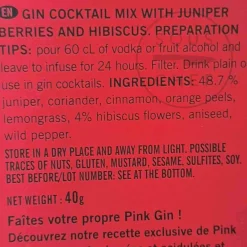 EN GIN COCKTAIL MIX WITH JUNIPER
BERRIES AND HIBISCUS. PREPARATION
TIPS: pour 60 cL of vodka or fruit alcohol and
leave to infuse for 24 hours. Filter. Drink plain o
use in gin cocktails. INGREDIENTS: 48.7%
juniper, coriander, cinnamon, orange peels,
lemongrass, 4% hibiscus flowers, aniseed,
wild pepper.
STORE IN A DRY PLACE AND AWAY FROM LIGHT. POSSIBLE
TRACES OF NUTS, GLUTEN, MUSTARD, SESAME, SULFITES, SOY.
BEST BEFORE/LOT NUMBER: SEE AT THE BOTTOM.
NET WEIGHT : 40g
Faîtes votre propre Pink Gin !
Découvrez notre recette exclusive de Pink